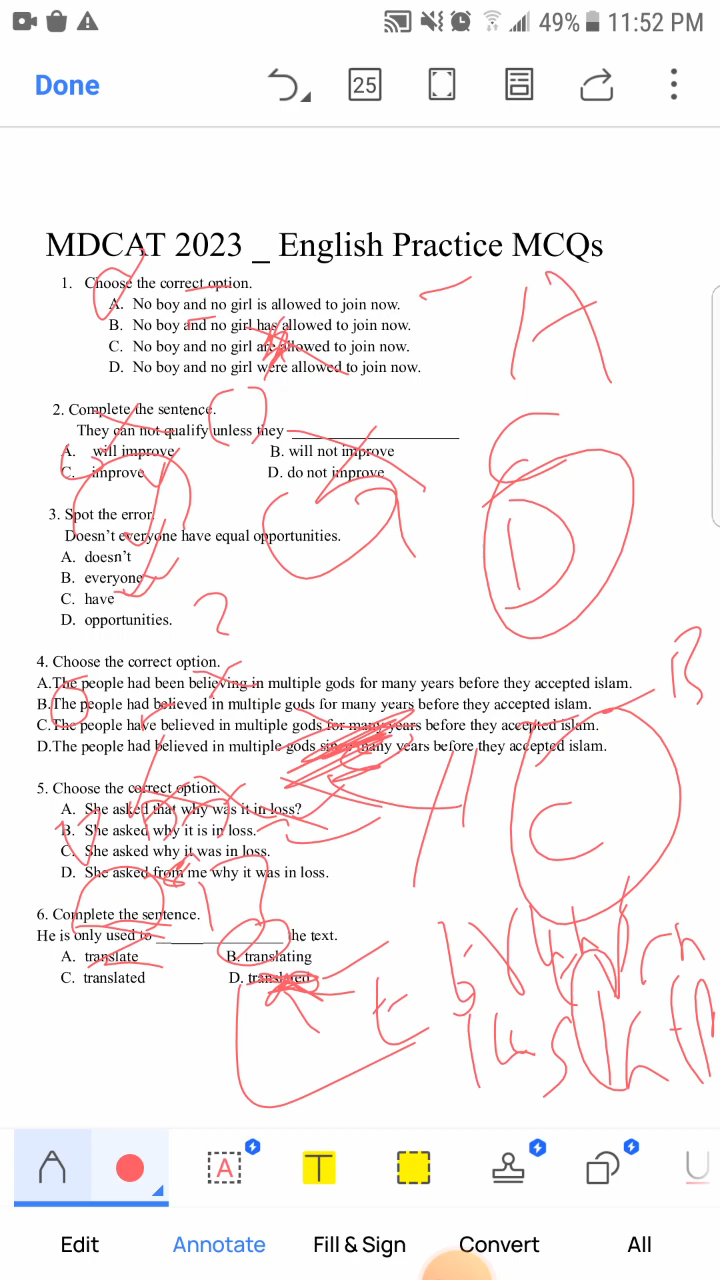 49% 11:52 PM
Done 25
MDCAT 2023 _ English Practice MCQs
1. Choose the correct option.
A. No boy and no girl is allowed to join now.
B. No boy and no girl has allowed to join now.
C. No boy and no girl are allowed to join now.
D. No boy and no girl were allowed to join now.
A
2. Complete the sentence.
They can not qualify unless they ____________________
A. will improve B. will not improve
C. improve D. do not improve
3. Spot the error
Doesn't everyone have equal opportunities.
A. doesn't
B. everyone
C. have
D. opportunities.
D
4. Choose the correct option.
A.The people had been believing in multiple gods for many years before they accepted islam.
B.The people had believed in multiple gods for many years before they accepted islam.
C.The people have believed in multiple gods for many years before they accepted islam.
D.The people had believed in multiple gods since many years before they accepted islam.
B
5. Choose the correct option.
A. She asked that why was it in loss?
B. She asked why it is in loss.
C. She asked why it was in loss.
D. She asked from me why it was in loss.
C
6. Complete the sentence.
He is only used to ________________ the text.
A. translate B. translating
C. translated D.
Edit Annotate Fill & Sign Convert All